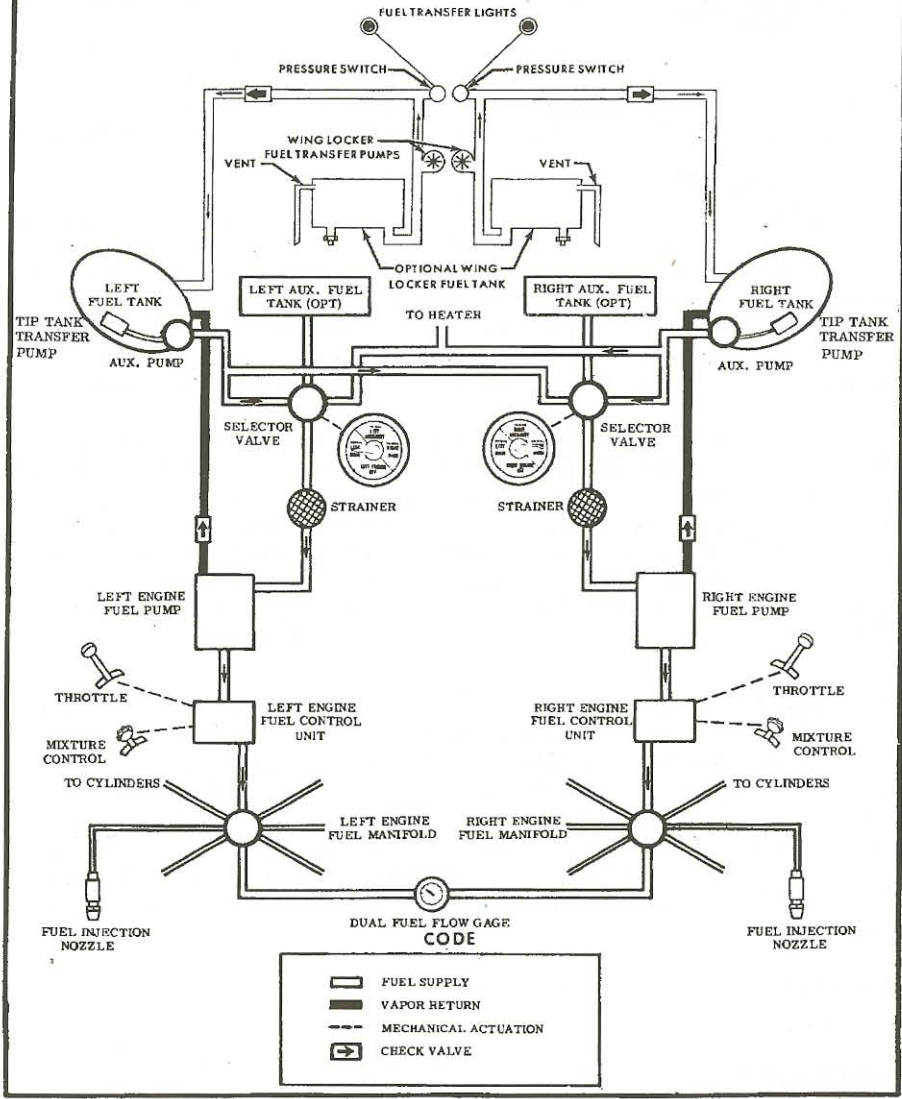 FUEL TRANSFER LIGHTS
PRESSURE SWITCH
PRESSURE SWITCH
WING LOCKER
FUEL TRANSFER PUMPS
VENT
VENT
OPTIONAL WING
LOCKER FUEL TANK
LEFT
FUEL TANK
LEFT AUX. FUEL
TANK (OPT)
RIGHT AUX. FUEL
TANK (OPT)
RIGHT
FUEL TANK
TO HEATER
TIP TANK
TRANSFER
PUMP
AUX. PUMP
AUX. PUMP
TIP TANK
TRANSFER
PUMP
SELECTOR
VALVE
SELECTOR
VALVE
STRAINER
STRAINER
LEFT ENGINE
FUEL PUMP
RIGHT ENGINE
FUEL PUMP
THROTTLE
THROTTLE
LEFT ENGINE
FUEL CONTROL
UNIT
RIGHT ENGINE
FUEL CONTROL
UNIT
MIXTURE
CONTROL
MIXTURE
CONTROL
TO CYLINDERS
TO CYLINDERS
LEFT ENGINE
FUEL MANIFOLD
RIGHT ENGINE
FUEL MANIFOLD
FUEL INJECTION
NOZZLE
FUEL INJECTION
NOZZLE
DUAL FUEL FLOW GAGE
CODE
FUEL SUPPLY
VAPOR RETURN
MECHANICAL ACTUATION
CHECK VALVE